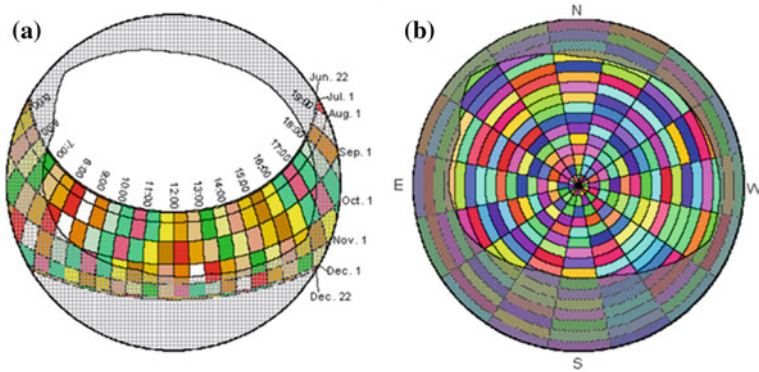 (a)
Jun. 22
Jul. 1
Aug. 1
Sep. 1
Oct. 1
Nov. 1
Dec. 1
Dec. 22
7:00
8:00
9:00
10:00
11:00
12:00
13:00
14:00
15:00
16:00
17:00
18:00
19:00
(b)
N
E
W
S